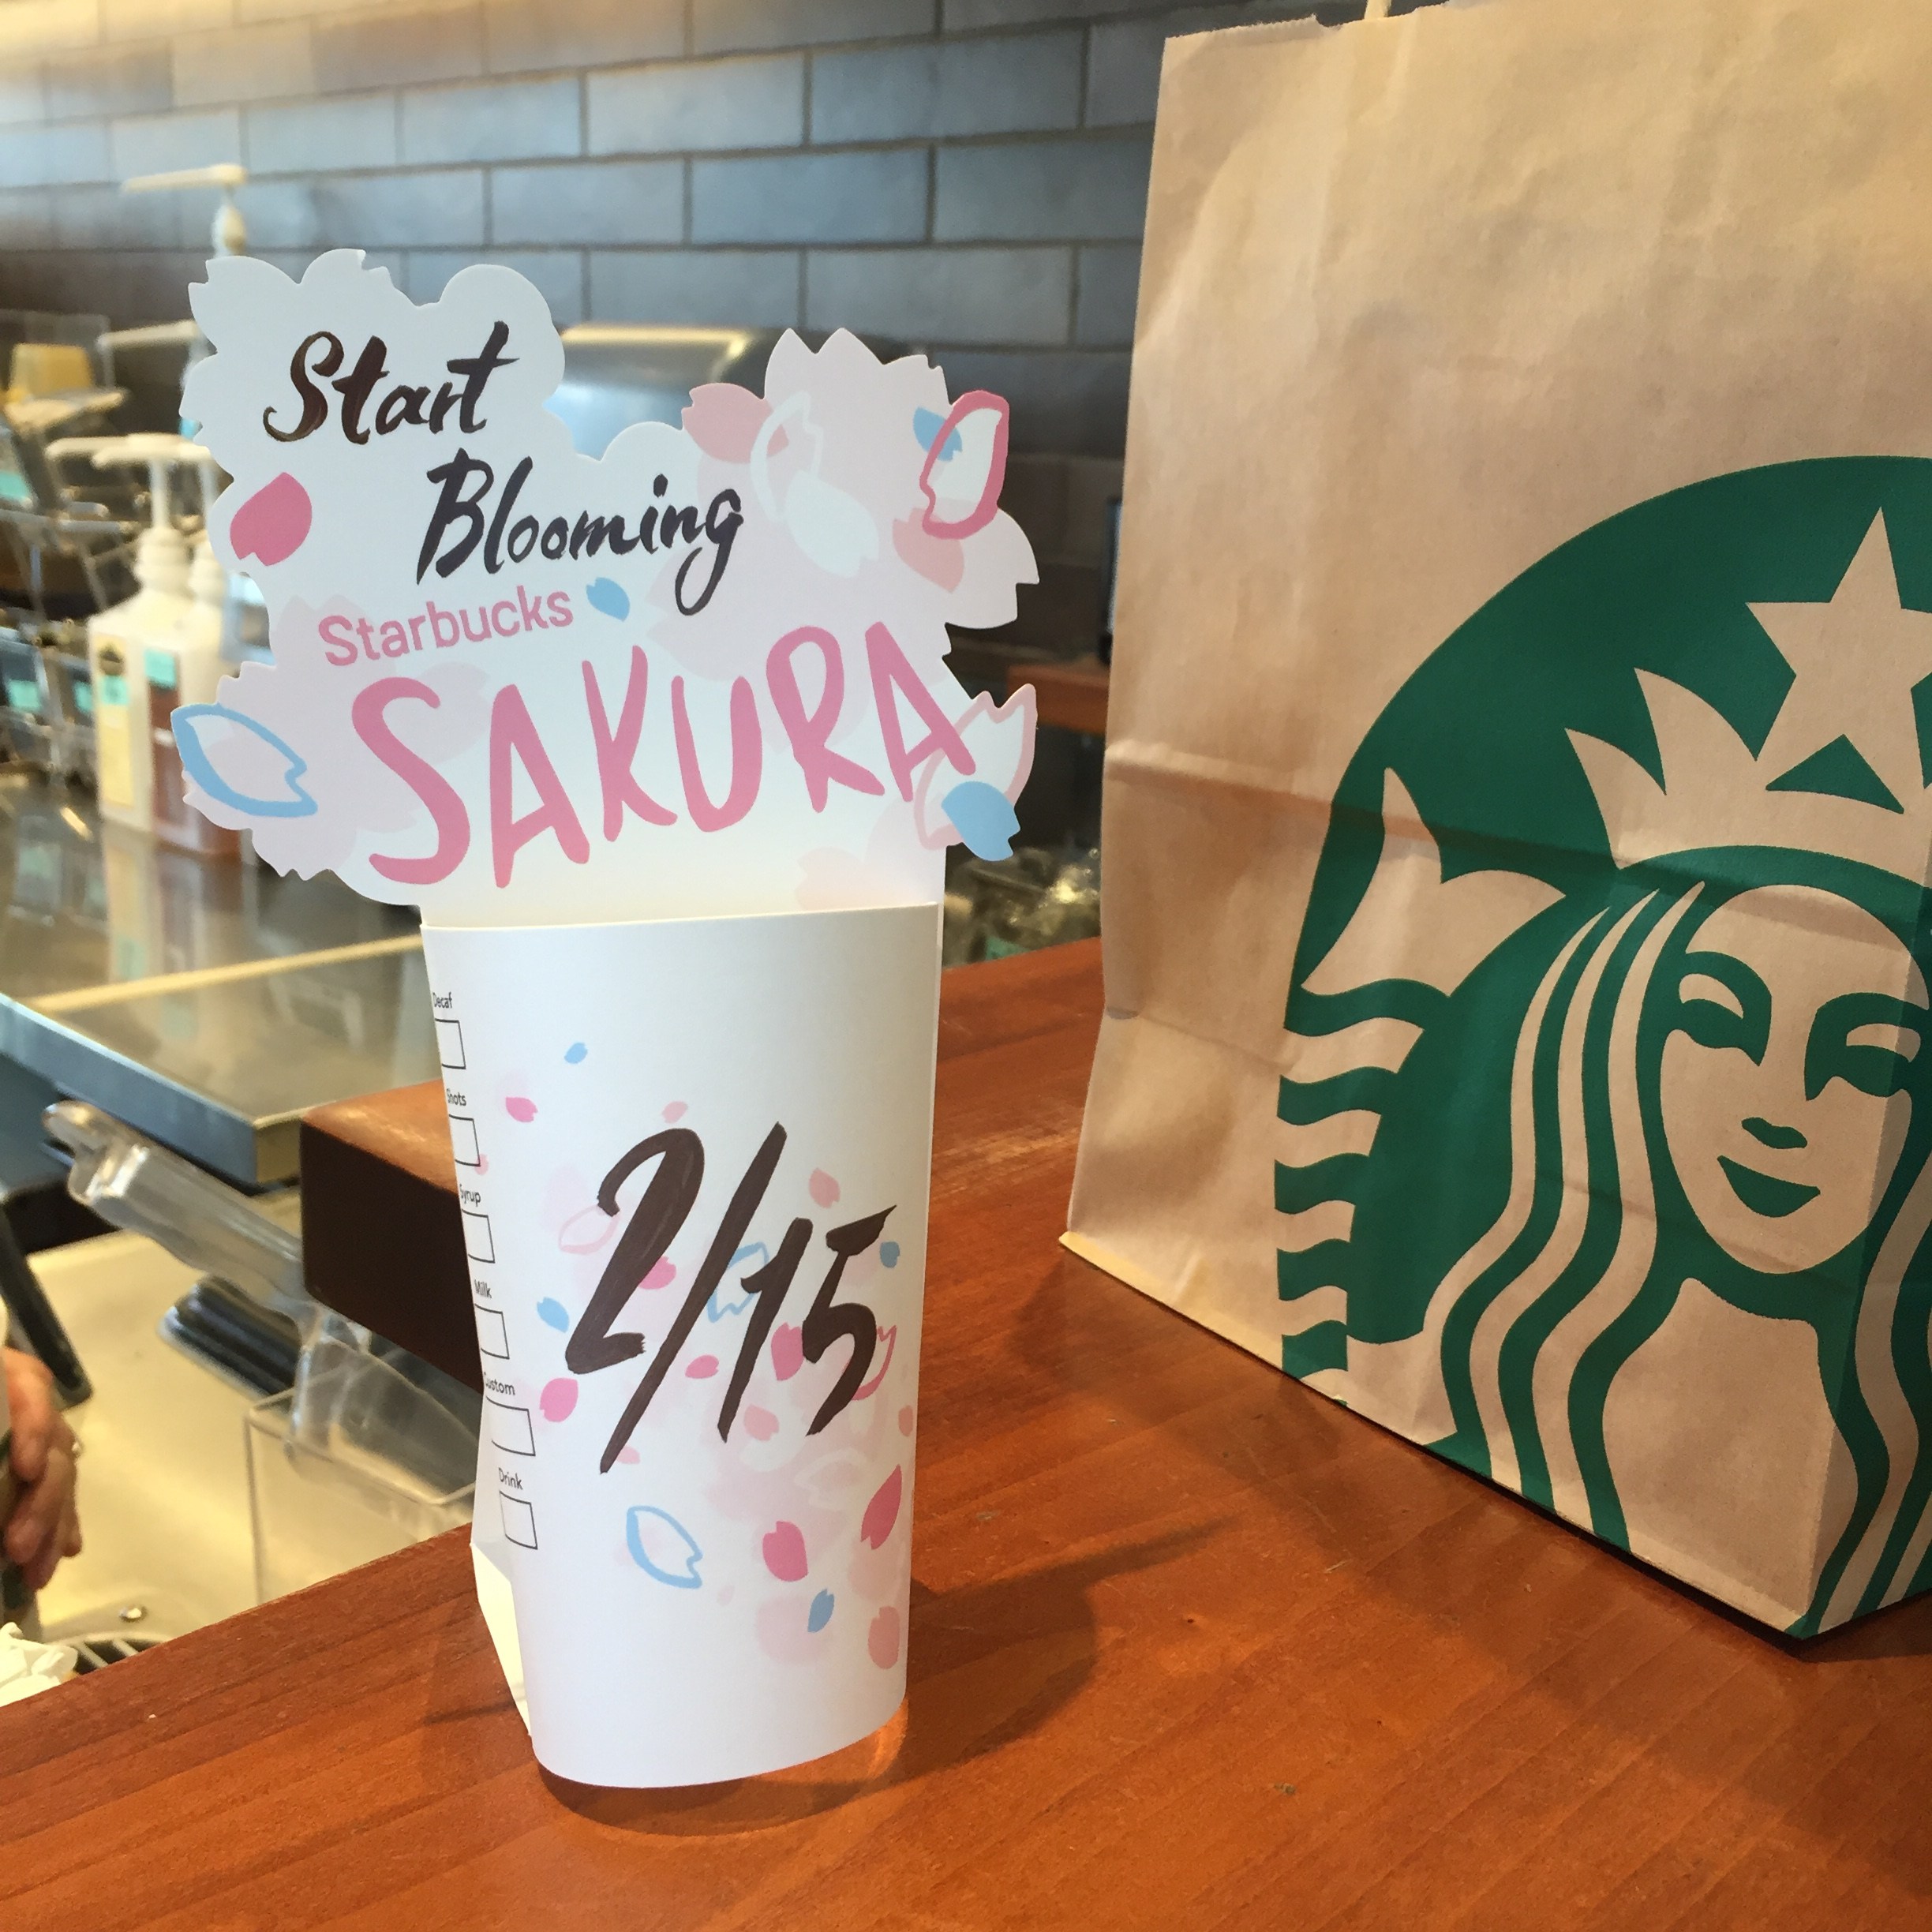 Start
Blooming
Starbucks
SAKURA
Decaf
Shots
Syrup
Milk
Custom
Drink
2/15